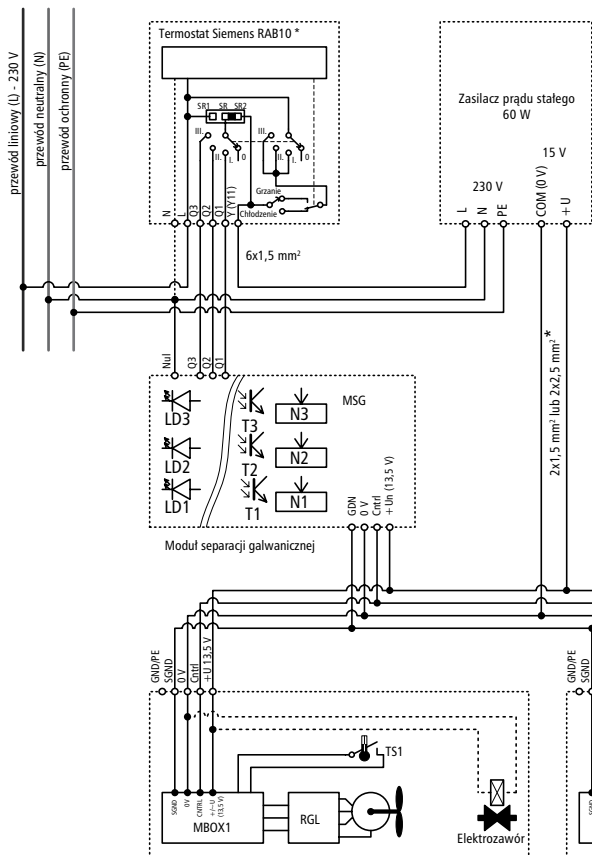 przewód liniowy (L) - 230 V
przewód neutralny (N)
przewód ochronny (PE)
Termostat Siemens RAB10 *
SR1 SR SR2
III. III.
II. I. 0 II. I. 0
Grzanie
Chłodzenie
N L Q3 Q2 Q1 Y (Y11)
6x1,5 mm²
Zasilacz prądu stałego
60 W
15 V
230 V
L N PE COM (0 V) +U
2x1,5 mm² lub 2x2,5 mm² *
Nul Q3 Q2 Q1
MSG
LD3 T3 N3
LD2 T2 N2
LD1 T1 N1
GDN 0 V Cntrl +Un (13,5 V)
Moduł separacji galwanicznej
GND/PE SGND 0 V Cntrl +U 13,5 V
GND/PE SGND
TS1
SGND 0V CNTRL +/−U (13,5 V)
MBOX1
RGL
Elektrozawór
SGND